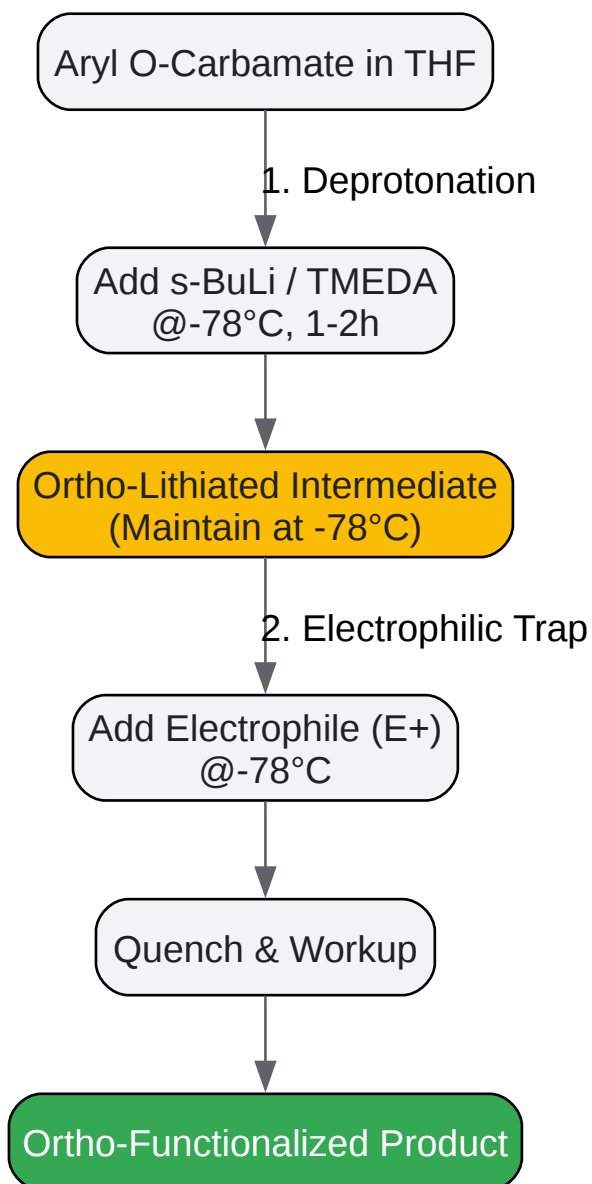 Aryl O-Carbamate in THF
1. Deprotonation
Add s-BuLi / TMEDA
@-78°C, 1-2h
Ortho-Lithiated Intermediate
(Maintain at -78°C)
2. Electrophilic Trap
Add Electrophile (E+)
@-78°C
Quench & Workup
Ortho-Functionalized Product